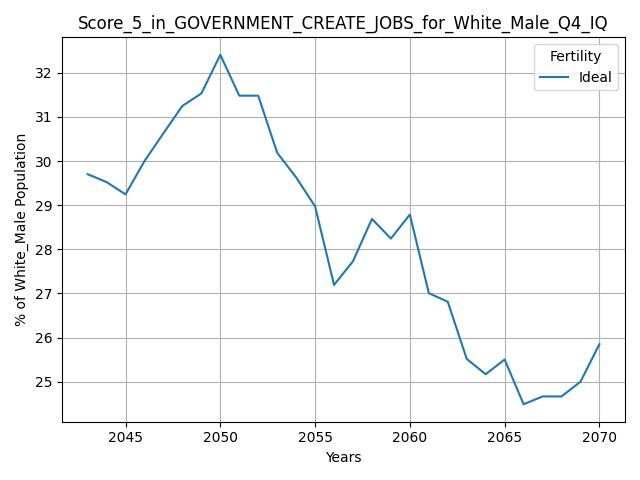 Score_5_in_GOVERNMENT_CREATE_JOBS_for_White_Male_Q4_IQ
Fertility
Ideal
% of White_Male Population
32
31
30
29
28
27
26
25
2045 2050 2055 2060 2065 2070
Years